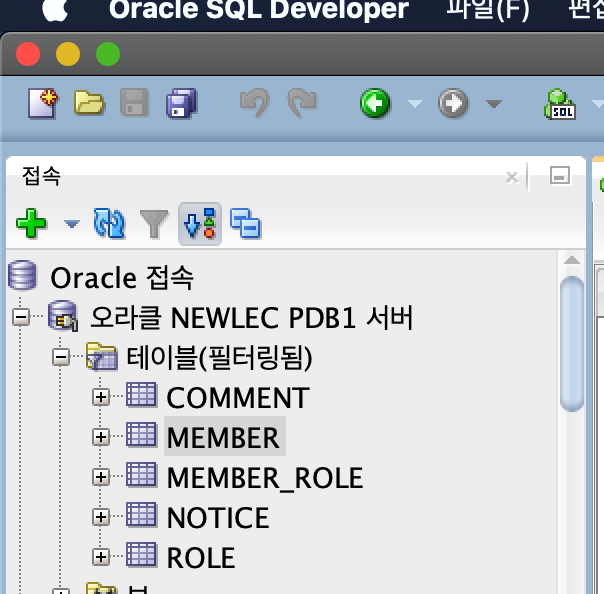 Oracle SQL Developer 파일(F) 편집
접속
Oracle 접속
오라클 NEWLEC PDB1 서버
테이블(필터링됨)
COMMENT
MEMBER
MEMBER_ROLE
NOTICE
ROLE